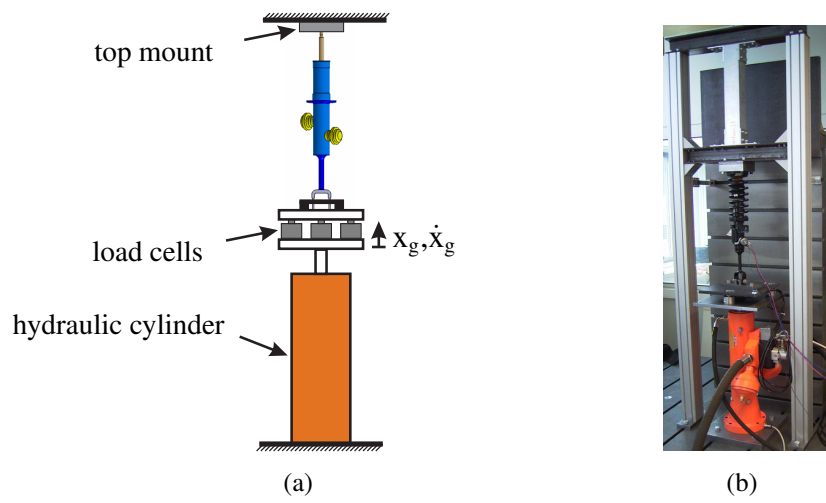 top mount
load cells
x_g,ẋ_g
hydraulic cylinder
(a)
(b)